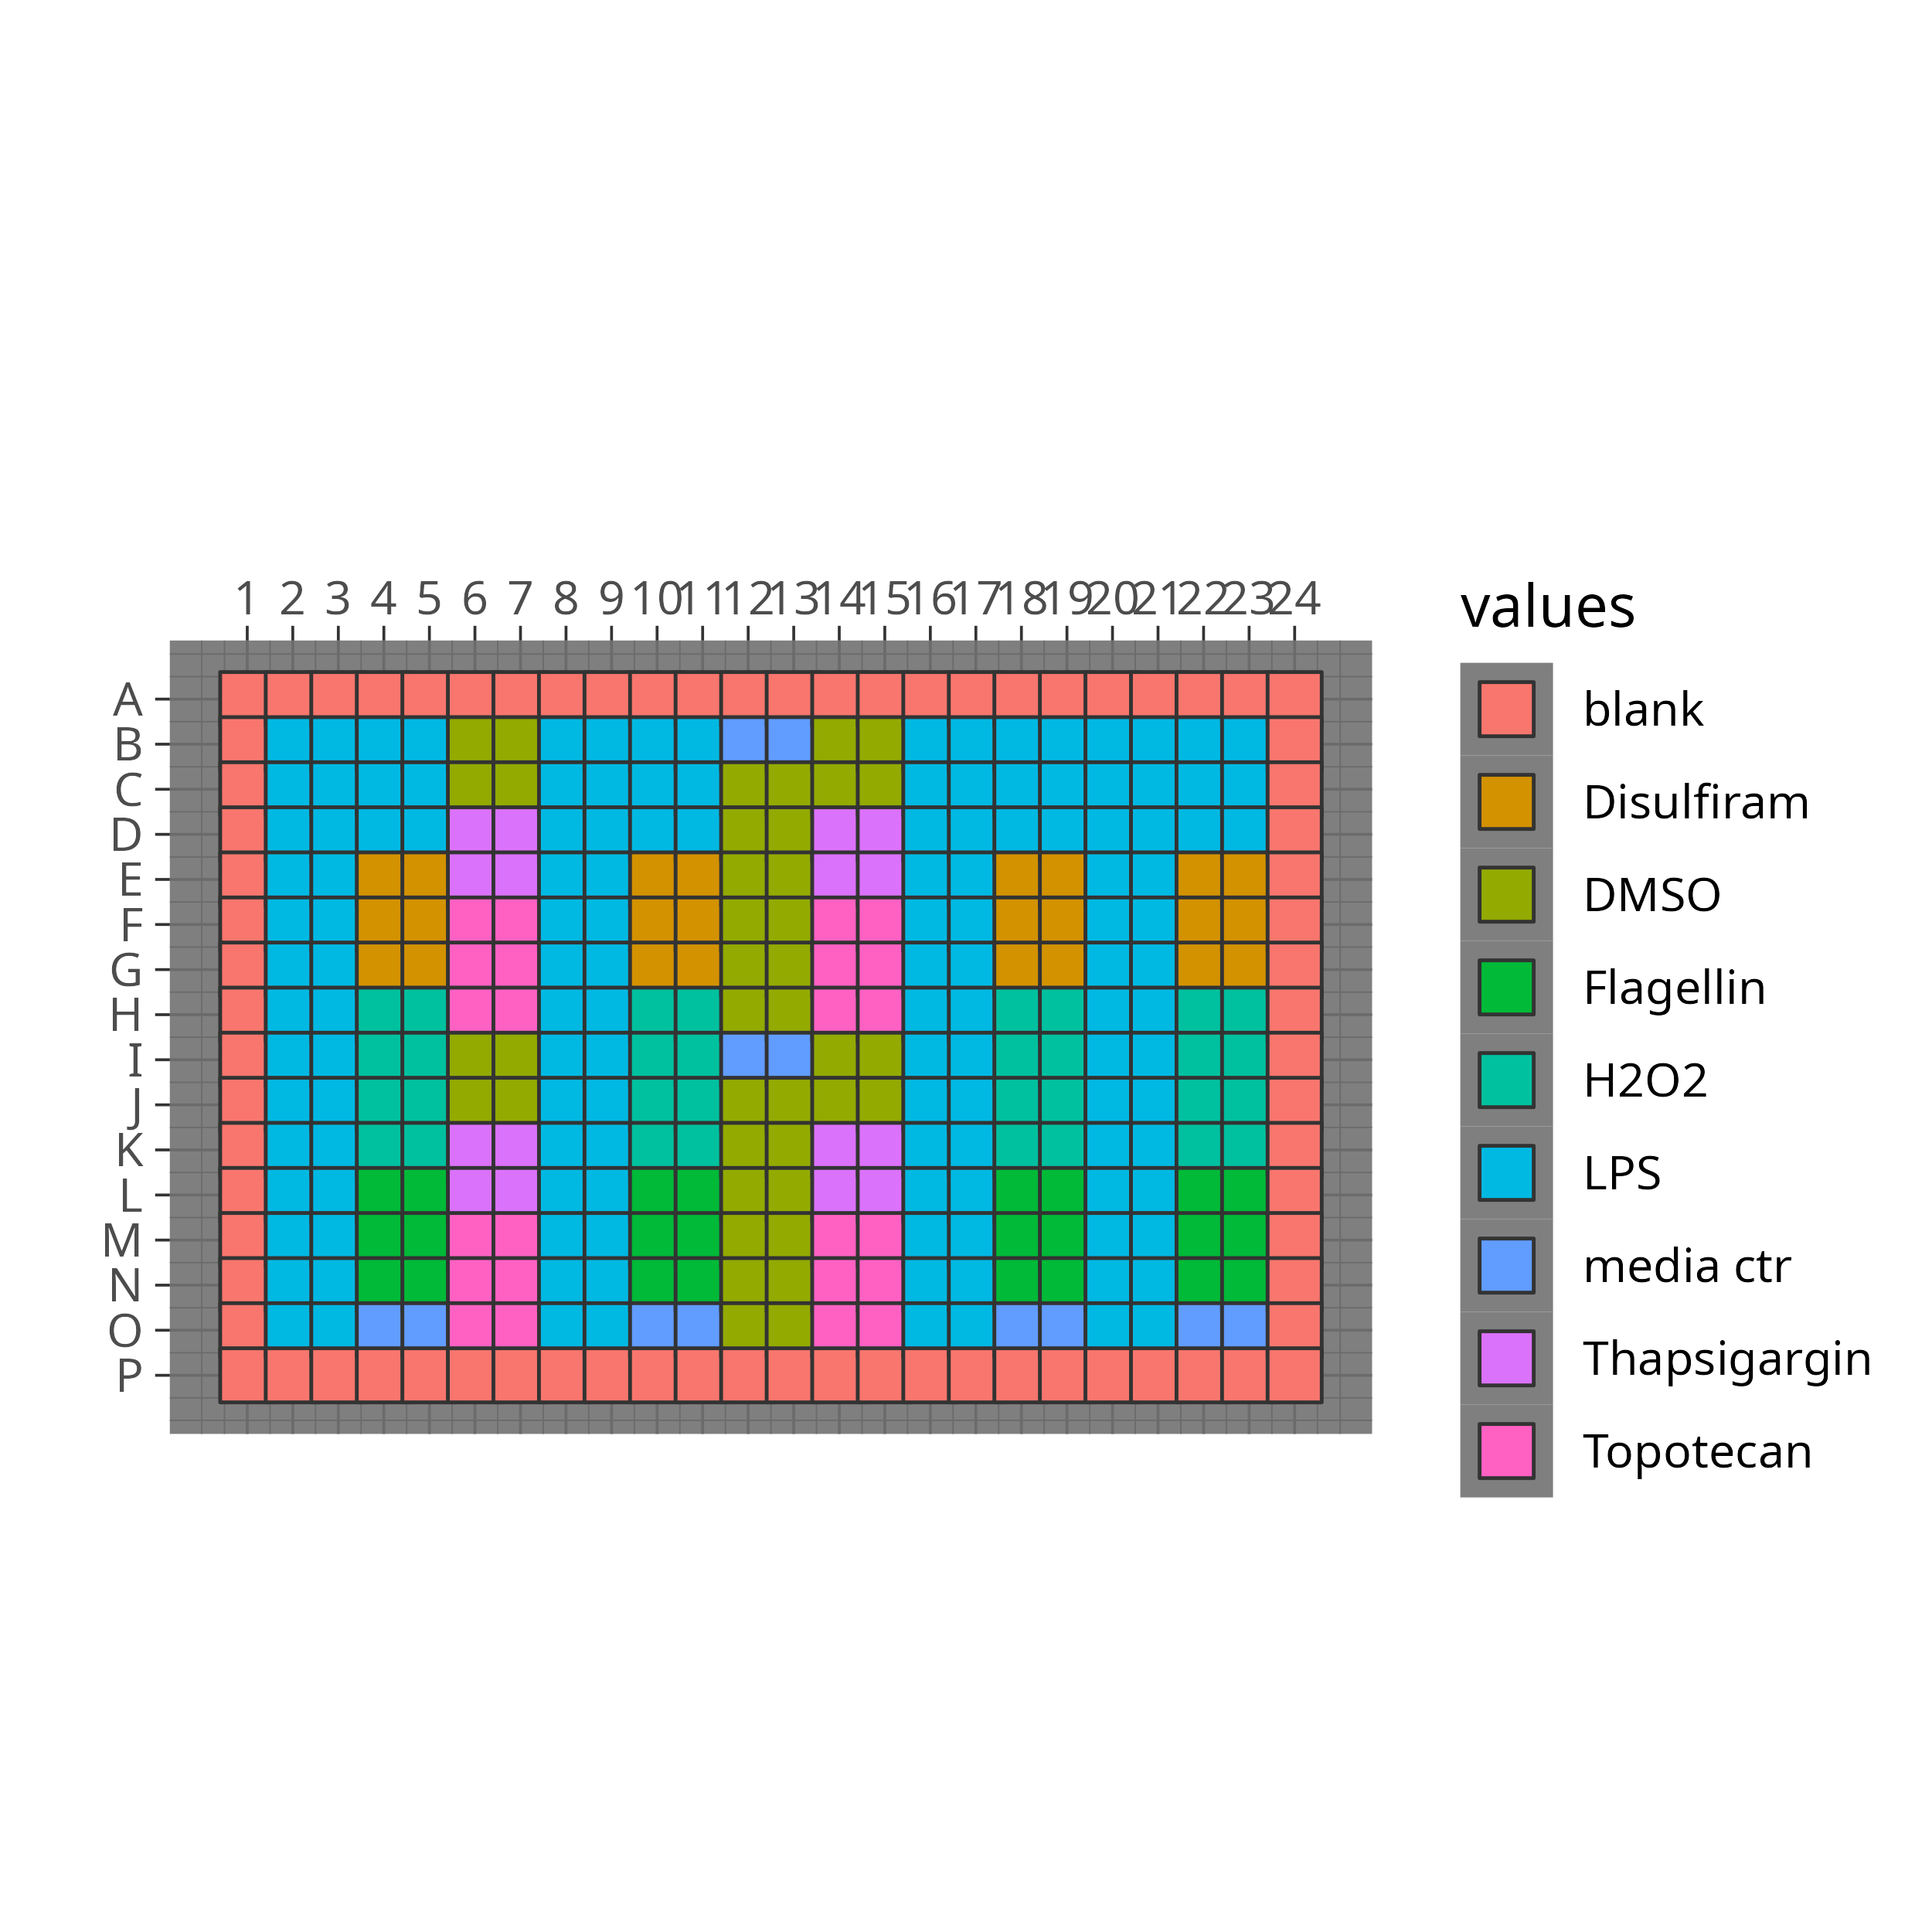 1 2 3 4 5 6 7 8 9 10 11 12 13 14 15 16 17 18 19 20 21 22 23 24
values
A
B
C
D
E
F
G
H
I
J
K
L
M
N
O
P
blank
Disulfiram
DMSO
Flagellin
H2O2
LPS
media ctr
Thapsigargin
Topotecan